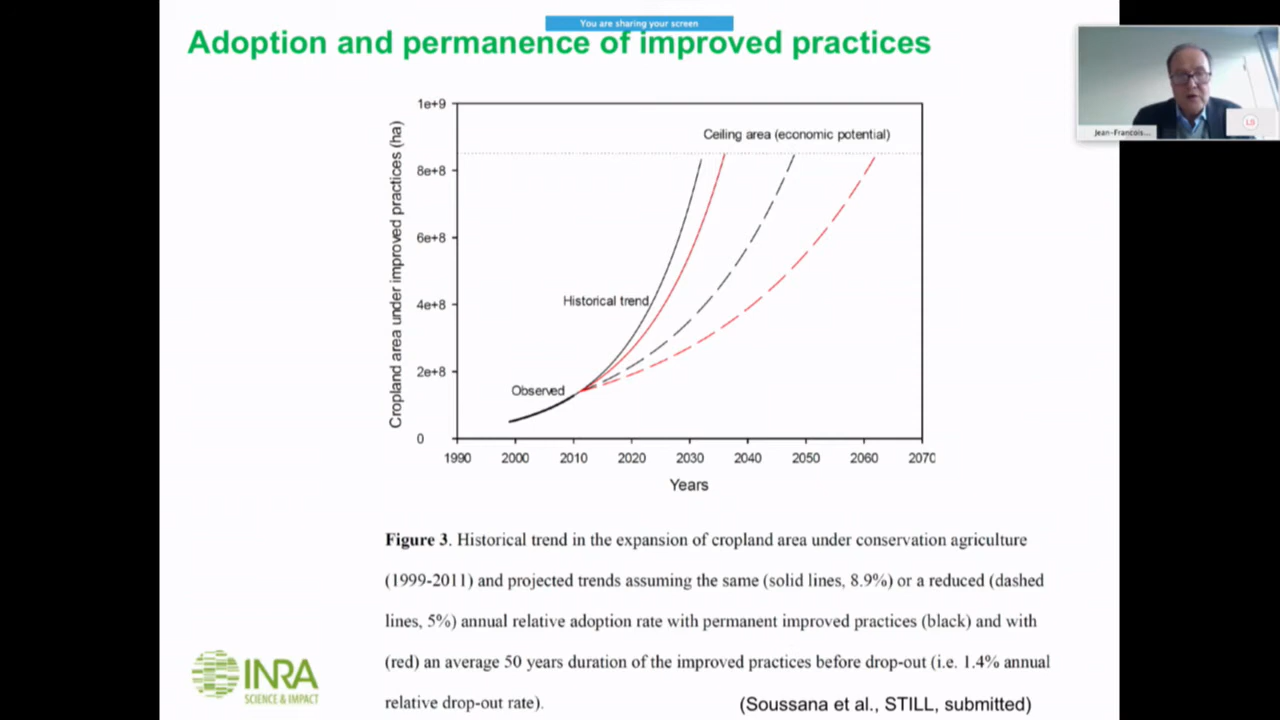 You are sharing your screen
Adoption and permanence of improved practices
Jean-Francois...
LS
1e+9
Ceiling area (economic potential)
8e+8
6e+8
Cropland area under improved practices (ha)
4e+8
Historical trend
2e+8
Observed
0
1990 2000 2010 2020 2030 2040 2050 2060 2070
Years
Figure 3. Historical trend in the expansion of cropland area under conservation agriculture
(1999-2011) and projected trends assuming the same (solid lines, 8.9%) or a reduced (dashed
lines, 5%) annual relative adoption rate with permanent improved practices (black) and with
(red) an average 50 years duration of the improved practices before drop-out (i.e. 1.4% annual
relative drop-out rate).
INRA
SCIENCE & IMPACT
(Soussana et al., STILL, submitted)